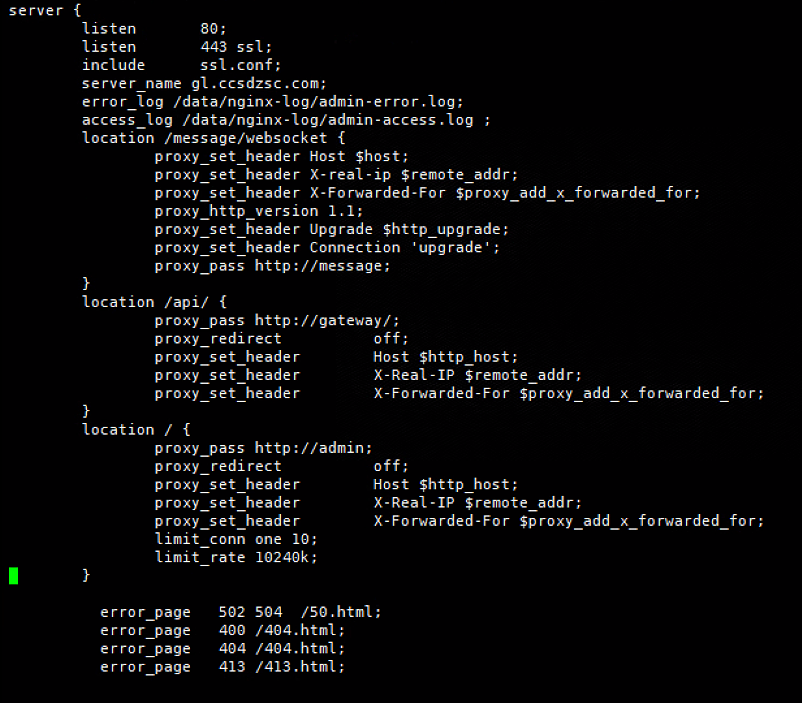 server {
listen 80;
listen 443 ssl;
include ssl.conf;
server_name gl.ccsdzsc.com;
error_log /data/nginx-log/admin-error.log;
access_log /data/nginx-log/admin-access.log ;
location /message/websocket {
proxy_set_header Host $host;
proxy_set_header X-real-ip $remote_addr;
proxy_set_header X-Forwarded-For $proxy_add_x_forwarded_for;
proxy_http_version 1.1;
proxy_set_header Upgrade $http_upgrade;
proxy_set_header Connection 'upgrade';
proxy_pass http://message;
}
location /api/ {
proxy_pass http://gateway/;
proxy_redirect off;
proxy_set_header Host $http_host;
proxy_set_header X-Real-IP $remote_addr;
proxy_set_header X-Forwarded-For $proxy_add_x_forwarded_for;
}
location / {
proxy_pass http://admin;
proxy_redirect off;
proxy_set_header Host $http_host;
proxy_set_header X-Real-IP $remote_addr;
proxy_set_header X-Forwarded-For $proxy_add_x_forwarded_for;
limit_conn one 10;
limit_rate 10240k;
}
error_page 502 504 /50.html;
error_page 400 /404.html;
error_page 404 /404.html;
error_page 413 /413.html;